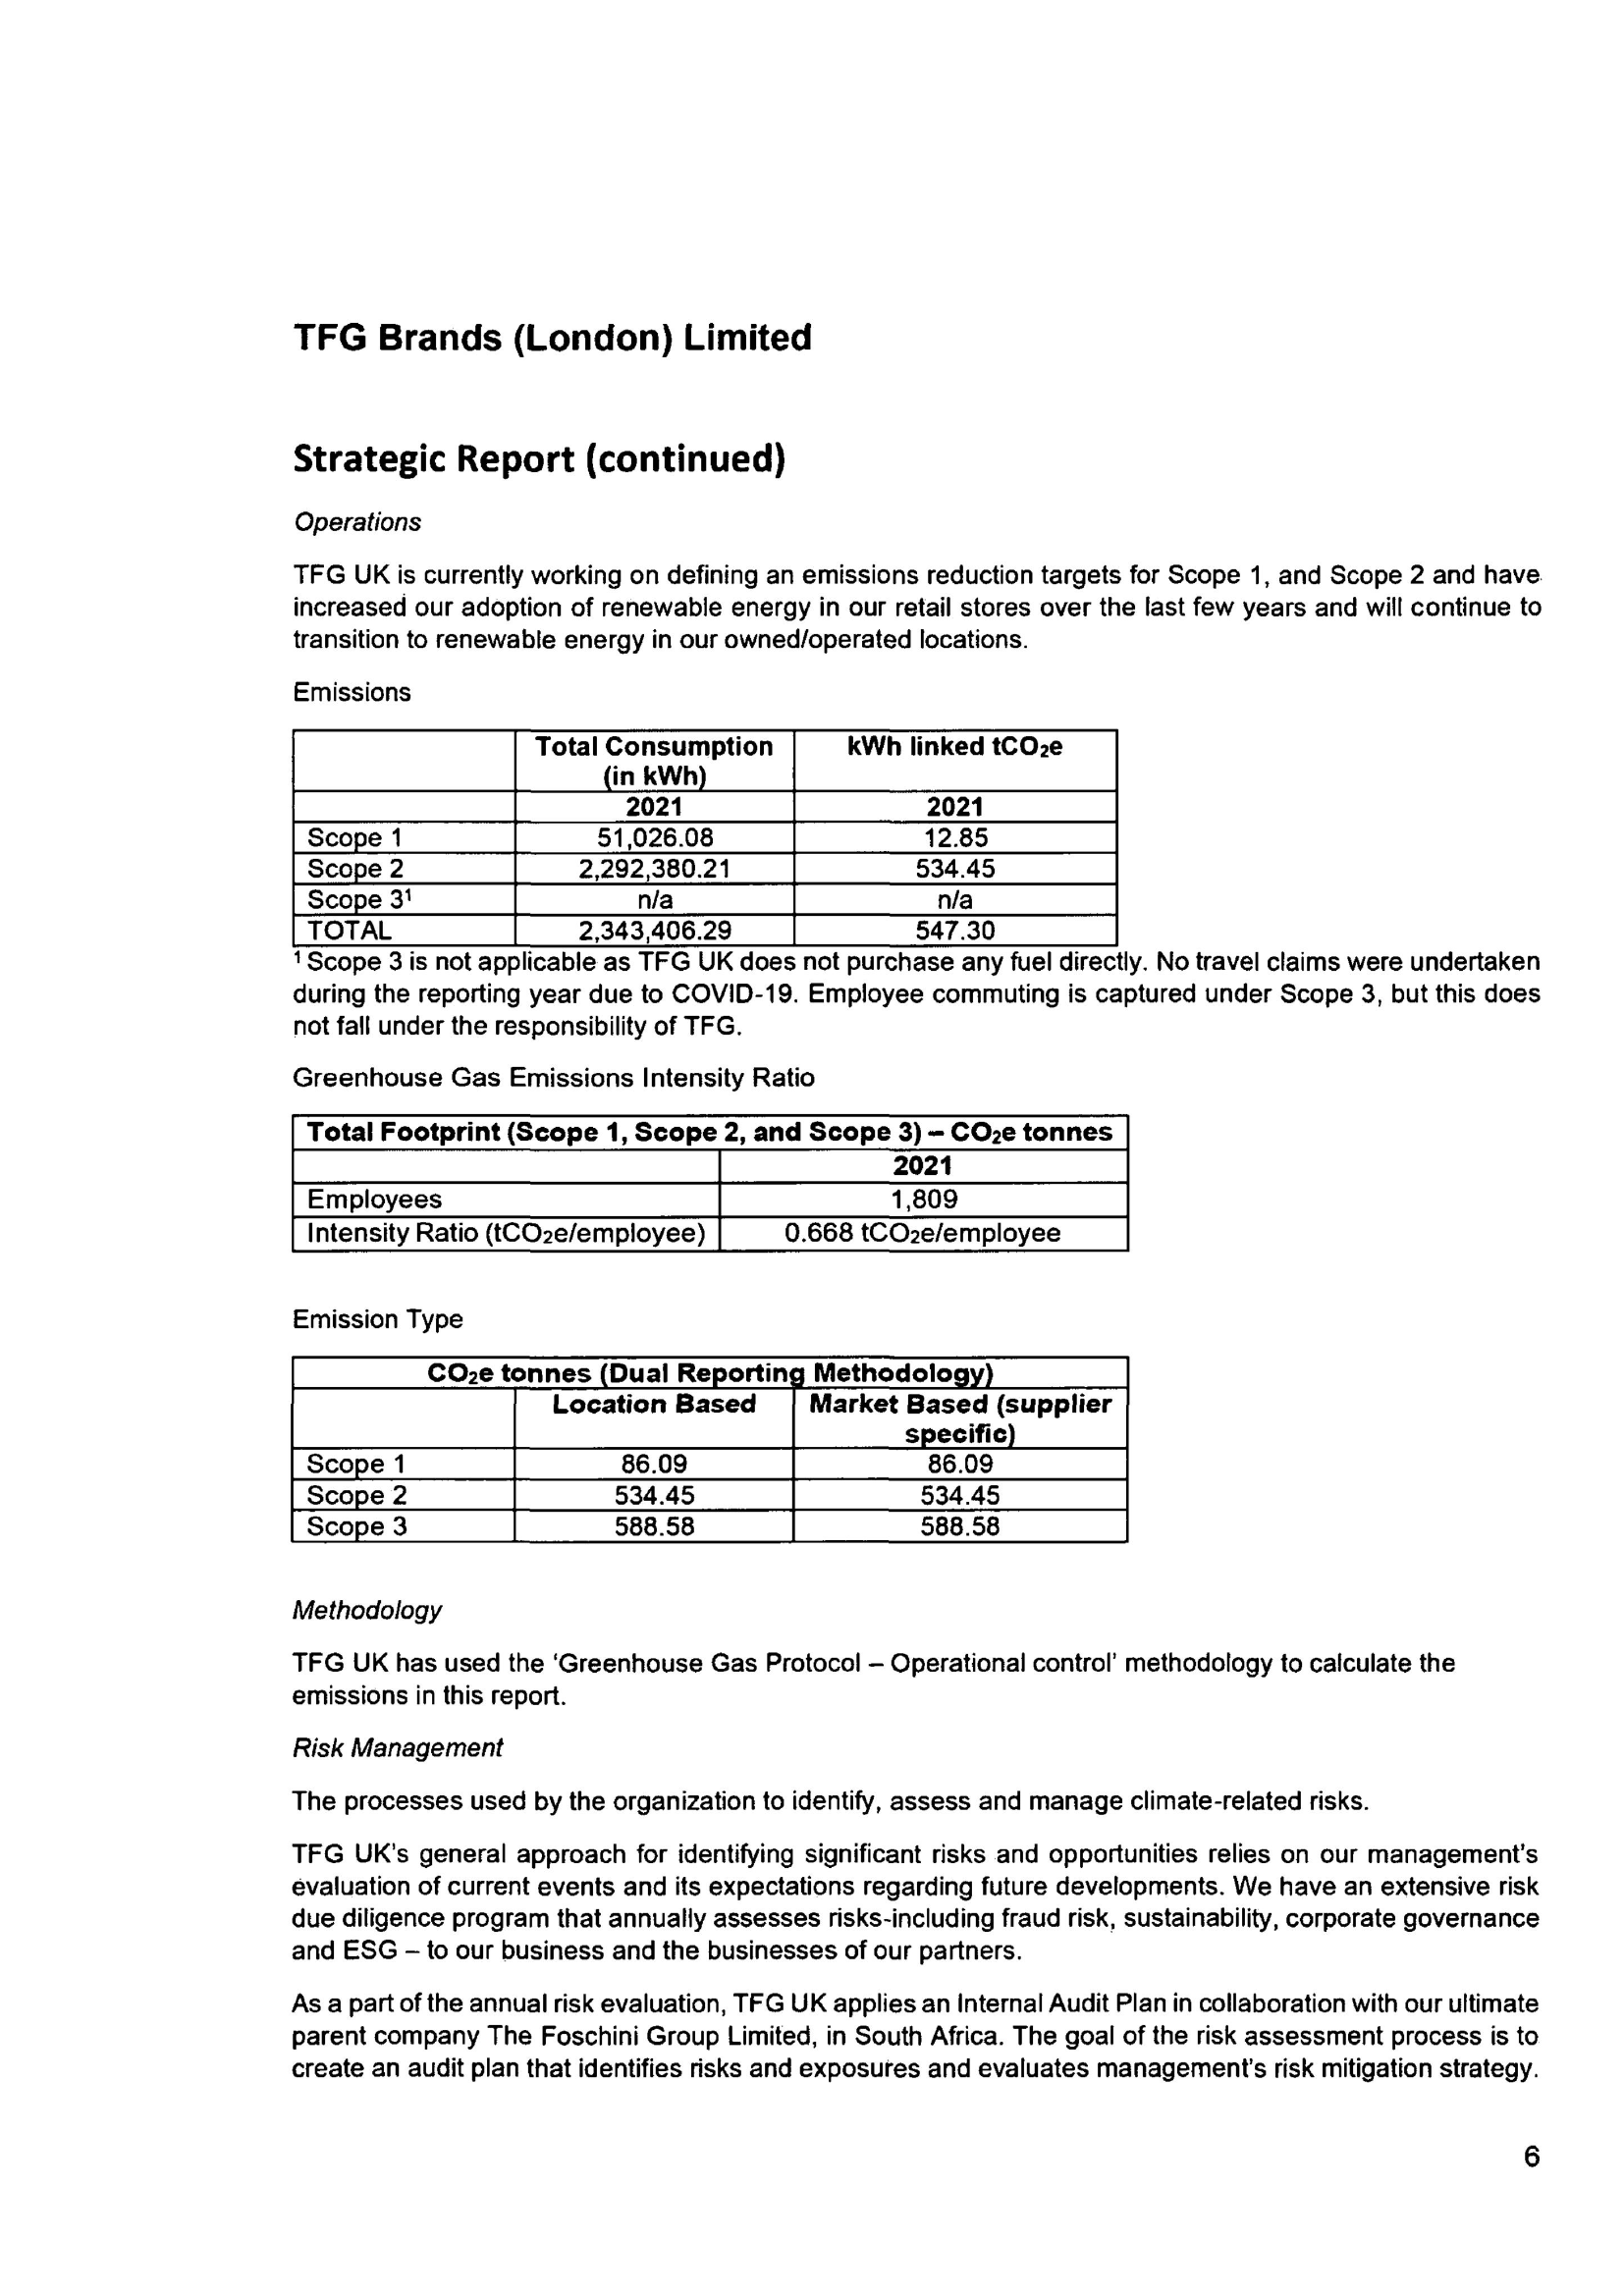 TFG Brands (London) Limited
Strategic Report (continued)
Operations
TFG UK is currently working on defining an emissions reduction targets for Scope 1, and Scope 2 and have
increased our adoption of renewable energy in our retail stores over the last few years and will continue to
transition to renewable energy in our owned/operated locations.
Emissions
Total Consumption (in kWh) kWh linked tCO₂e
2021 2021
Scope 1 51,026.08 12.85
Scope 2 2,292,380.21 534.45
Scope 3¹ n/a n/a
TOTAL 2,343,406.29 547.30
¹ Scope 3 is not applicable as TFG UK does not purchase any fuel directly. No travel claims were undertaken
during the reporting year due to COVID-19. Employee commuting is captured under Scope 3, but this does
not fall under the responsibility of TFG.
Greenhouse Gas Emissions Intensity Ratio
Total Footprint (Scope 1, Scope 2, and Scope 3) – CO₂e tonnes
2021
Employees 1,809
Intensity Ratio (tCO₂e/employee) 0.668 tCO₂e/employee
Emission Type
CO₂e tonnes (Dual Reporting Methodology)
Location Based Market Based (supplier specific)
Scope 1 86.09 86.09
Scope 2 534.45 534.45
Scope 3 588.58 588.58
Methodology
TFG UK has used the ‘Greenhouse Gas Protocol – Operational control’ methodology to calculate the
emissions in this report.
Risk Management
The processes used by the organization to identify, assess and manage climate-related risks.
TFG UK's general approach for identifying significant risks and opportunities relies on our management's
evaluation of current events and its expectations regarding future developments. We have an extensive risk
due diligence program that annually assesses risks-including fraud risk, sustainability, corporate governance
and ESG – to our business and the businesses of our partners.
As a part of the annual risk evaluation, TFG UK applies an Internal Audit Plan in collaboration with our ultimate
parent company The Foschini Group Limited, in South Africa. The goal of the risk assessment process is to
create an audit plan that identifies risks and exposures and evaluates management's risk mitigation strategy.
6